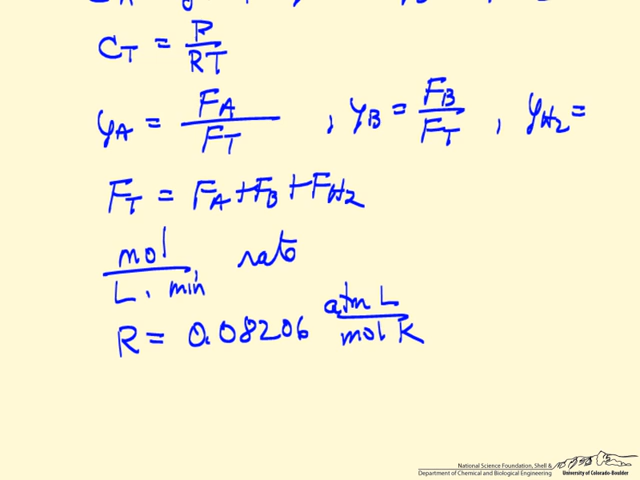 C_T = P/RT
y_A = F_A/F_T , y_B = F_B/F_T , y_H2 =
F_T = F_A + F_B + F_H2
mol/L. min, rate
R = 0.08206 atm L/mol K
National Science Foundation, Shell &
Department of Chemical and Biological Engineering
University of Colorado-Boulder